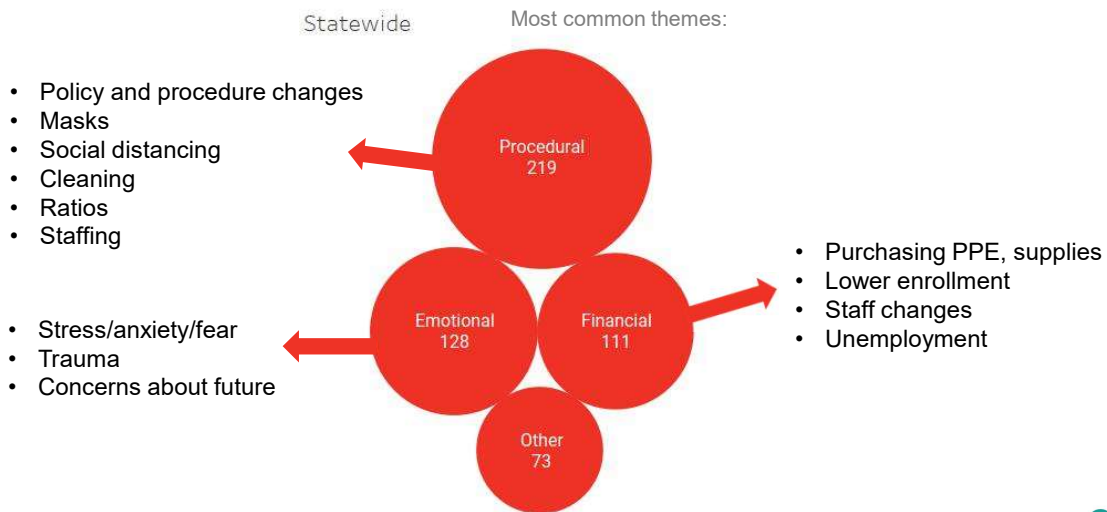 Statewide
Most common themes:
• Policy and procedure changes
• Masks
• Social distancing
• Cleaning
• Ratios
• Staffing
Procedural
219
• Purchasing PPE, supplies
• Lower enrollment
• Staff changes
• Unemployment
Emotional
128
Financial
111
• Stress/anxiety/fear
• Trauma
• Concerns about future
Other
73